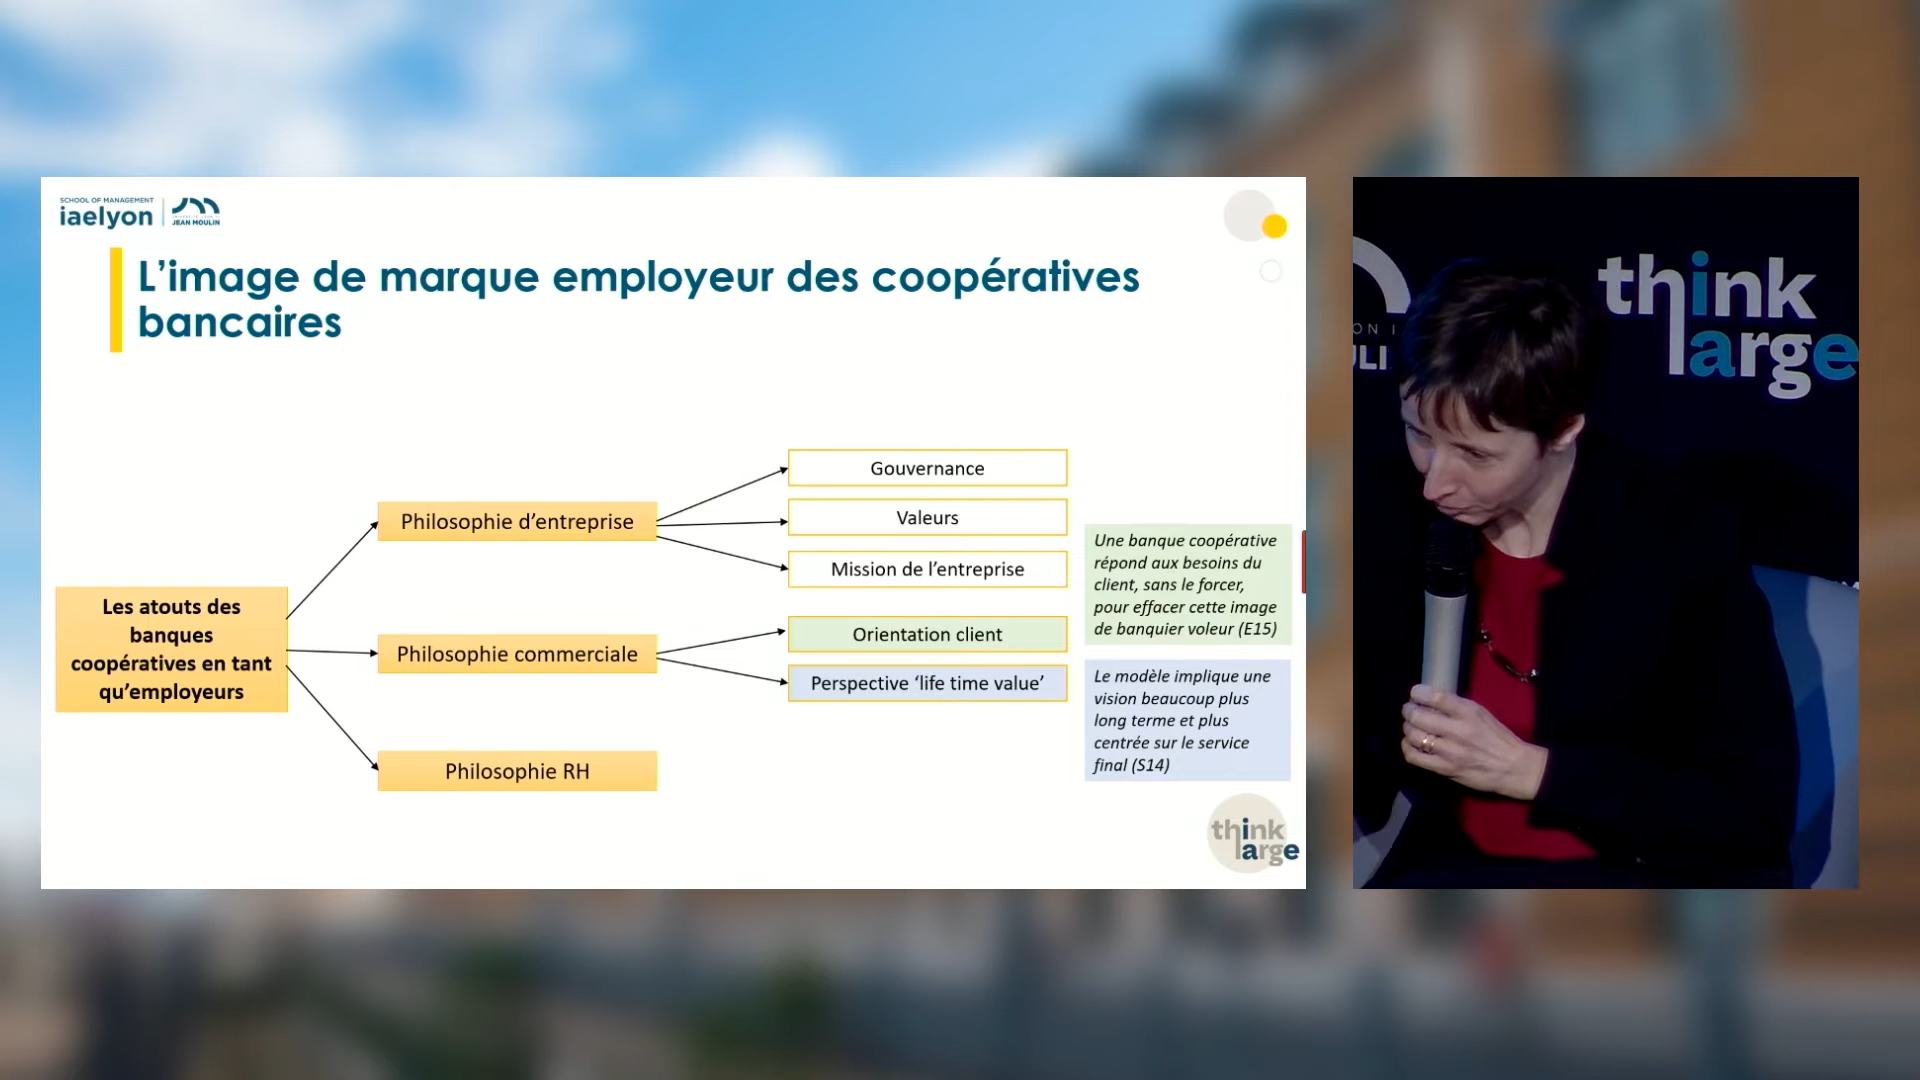 SCHOOL OF MANAGEMENT
iaelyon
JEAN MOULIN
L’image de marque employeur des coopératives
bancaires
Les atouts des
banques
coopératives en tant
qu’employeurs
Philosophie d’entreprise
Philosophie commerciale
Philosophie RH
Gouvernance
Valeurs
Mission de l’entreprise
Orientation client
Perspective ‘life time value’
Une banque coopérative
répond aux besoins du
client, sans le forcer,
pour effacer cette image
de banquier voleur (E15)
Le modèle implique une
vision beaucoup plus
long terme et plus
centrée sur le service
final (S14)
think
large
ON I
ULI
think
large